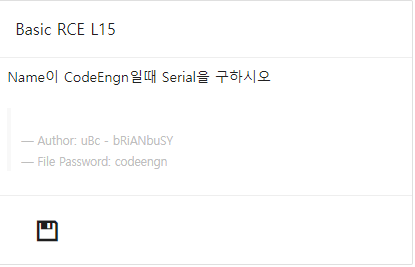 Basic RCE L15
Name이 CodeEngn일때 Serial을 구하시오
— Author: uBc - bRiANbuSY
— File Password: codeengn